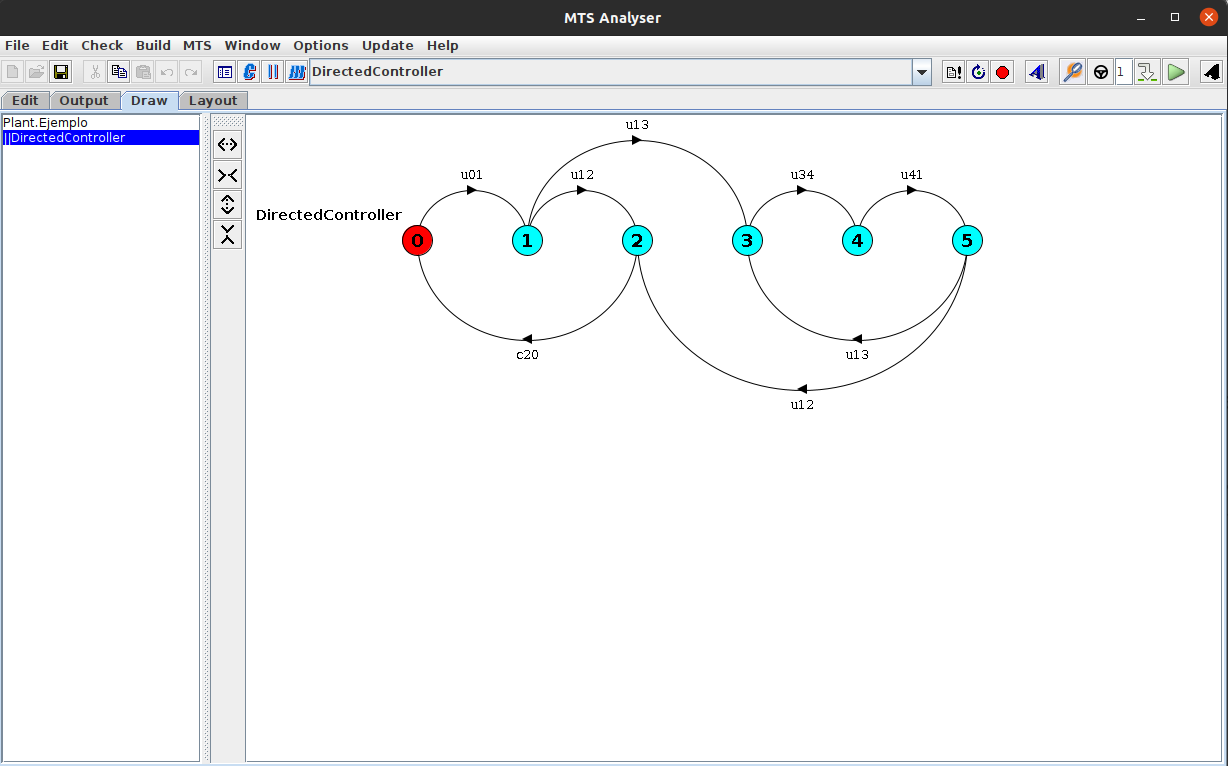 MTS Analyser
File Edit Check Build MTS Window Options Update Help
DirectedController
1
Edit Output Draw Layout
Plant.Ejemplo
||DirectedController
u13
u01 u12 u34 u41
DirectedController
0 1 2 3 4 5
c20 u13
u12